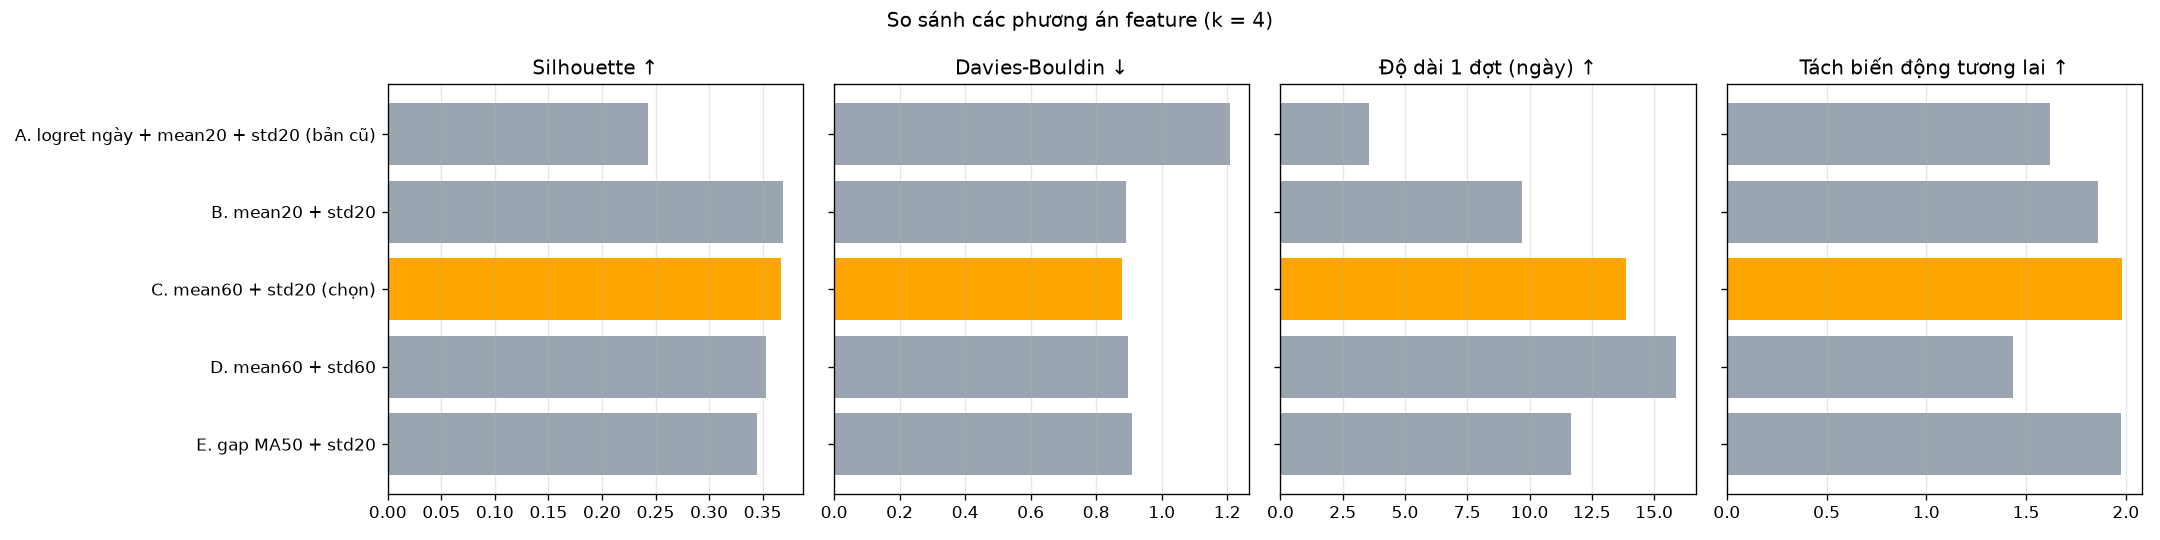 So sánh các phương án feature (k = 4)
Silhouette ↑
Davies-Bouldin ↓
Độ dài 1 đợt (ngày) ↑
Tách biến động tương lai ↑
A. logret ngày + mean20 + std20 (bản cũ)
B. mean20 + std20
C. mean60 + std20 (chọn)
D. mean60 + std60
E. gap MA50 + std20
0.00 0.05 0.10 0.15 0.20 0.25 0.30 0.35
0.0 0.2 0.4 0.6 0.8 1.0 1.2
0.0 2.5 5.0 7.5 10.0 12.5 15.0
0.0 0.5 1.0 1.5 2.0